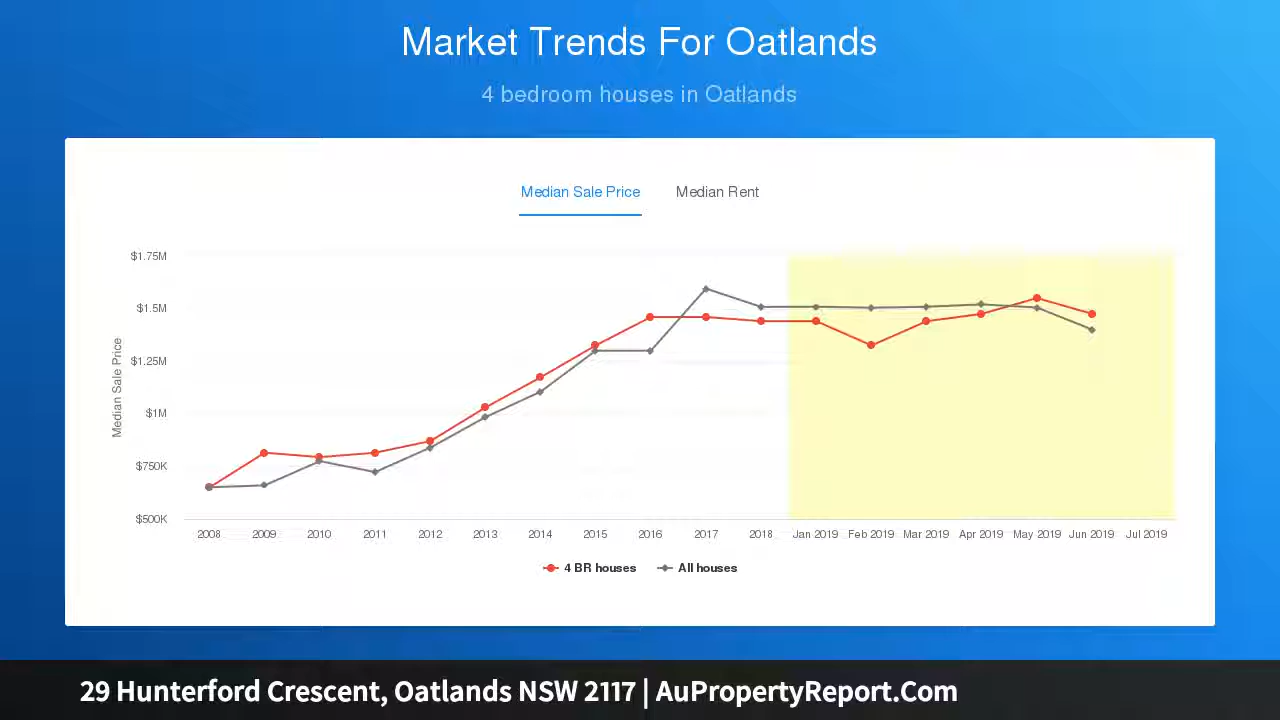 Market Trends For Oatlands
4 bedroom houses in Oatlands
Median Sale Price Median Rent
$1.75M
$1.5M
$1.25M
$1M
$750K
$500K
Median Sale Price
2008 2009 2010 2011 2012 2013 2014 2015 2016 2017 2018 Jan 2019 Feb 2019 Mar 2019 Apr 2019 May 2019 Jun 2019 Jul 2019
4 BR houses All houses
29 Hunterford Crescent, Oatlands NSW 2117 | AuPropertyReport.Com